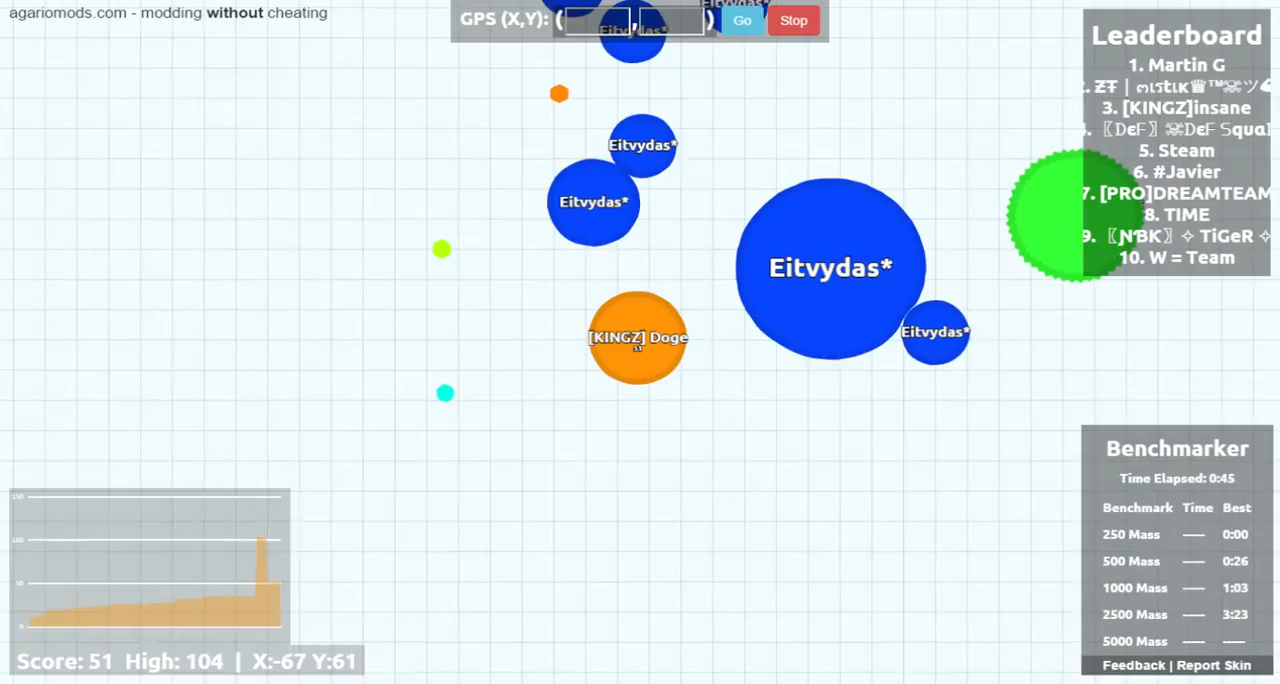 agariomods.com - modding without cheating
GPS (X,Y): ( , ) Go Stop
Eitvydas*
Eitvydas*
Eitvydas*
Eitvydas*
Eitvydas*
Eitvydas*
[KINGZ] Doge
51
Leaderboard
1. Martin G
3. [KINGZ]insane
5. Steam
6. #Javier
7. [PRO]DREAMTEAM
8. TIME
10. W = Team
Benchmarker
Time Elapsed: 0:45
Benchmark Time Best
250 Mass —— 0:00
500 Mass —— 0:26
1000 Mass —— 1:03
2500 Mass —— 3:23
5000 Mass —— ——
Feedback | Report Skin
150
100
50
0
Score: 51 High: 104 | X:-67 Y:61